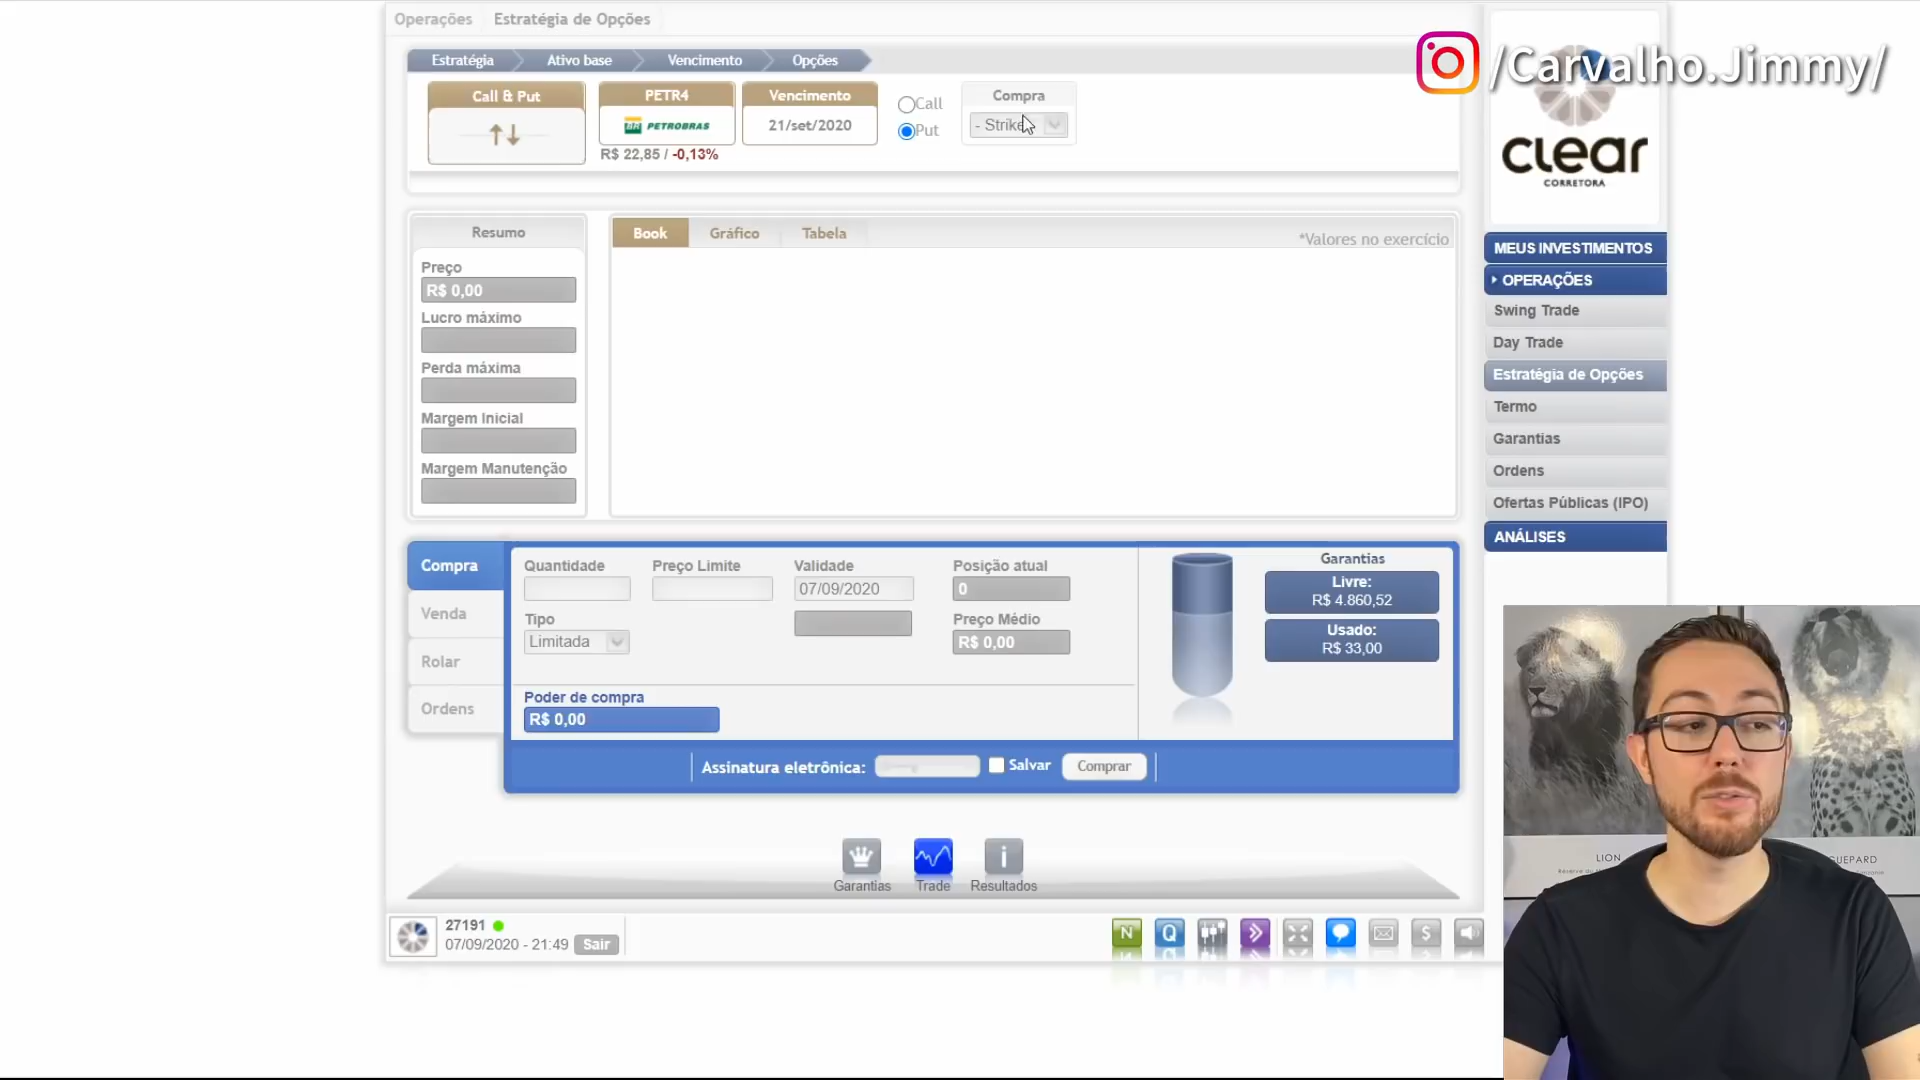 Operações
Estratégia de Opções
/Carvalho.Jimmy/
Estratégia
Ativo base
Vencimento
Opções
Call & Put
PETR4
BR PETROBRAS
R$ 22,85 / -0,13%
Vencimento
21/set/2020
Call
Put
Compra
- Strike
clear
CORRETORA
Resumo
Preço
R$ 0,00
Lucro máximo
Perda máxima
Margem Inicial
Margem Manutenção
Book
Gráfico
Tabela
*Valores no exercício
MEUS INVESTIMENTOS
OPERAÇÕES
Swing Trade
Day Trade
Estratégia de Opções
Termo
Garantias
Ordens
Ofertas Públicas (IPO)
ANÁLISES
Compra
Venda
Rolar
Ordens
Quantidade
Preço Limite
Validade
07/09/2020
Posição atual
0
Tipo
Limitada
Preço Médio
R$ 0,00
Poder de compra
R$ 0,00
Garantias
Livre:
R$ 4.860,52
Usado:
R$ 33,00
Assinatura eletrônica:
Salvar
Comprar
Garantias
Trade
Resultados
27191
07/09/2020 - 21:49
Sair
N
Q
LION
GUEPARD